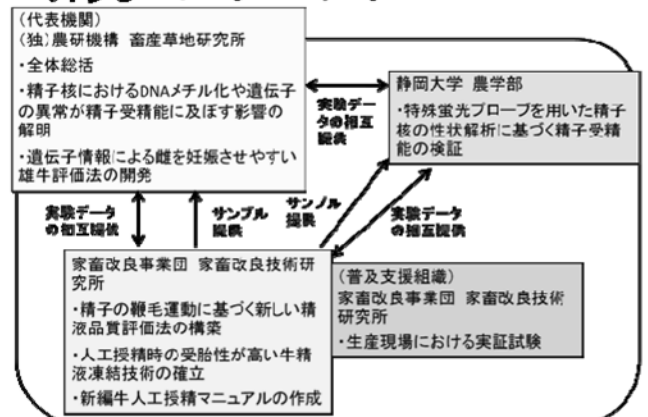 (代表機関)
(独)農研機構 畜産草地研究所
・全体総括
・精子核におけるDNAメチル化や遺伝子
の異常が精子受精能に及ぼす影響の
解明
・遺伝子情報による雌を妊娠させやすい
雄牛評価法の開発
実験デー
タの相互
提供
静岡大学 農学部
・特殊蛍光プローブを用いた精子
核の性状解析に基づく精子受精
能の検証
実験データ
の相互提供
サンプル
提供
サンプル
提供
実験データ
の相互提供
家畜改良事業団 家畜改良技術研
究所
・精子の鞭毛運動に基づく新しい精
液品質評価法の構築
・人工授精時の受胎性が高い牛精
液凍結技術の確立
・新編牛人工授精マニュアルの作成
(普及支援組織)
家畜改良事業団 家畜改良技術
研究所
・生産現場における実証試験